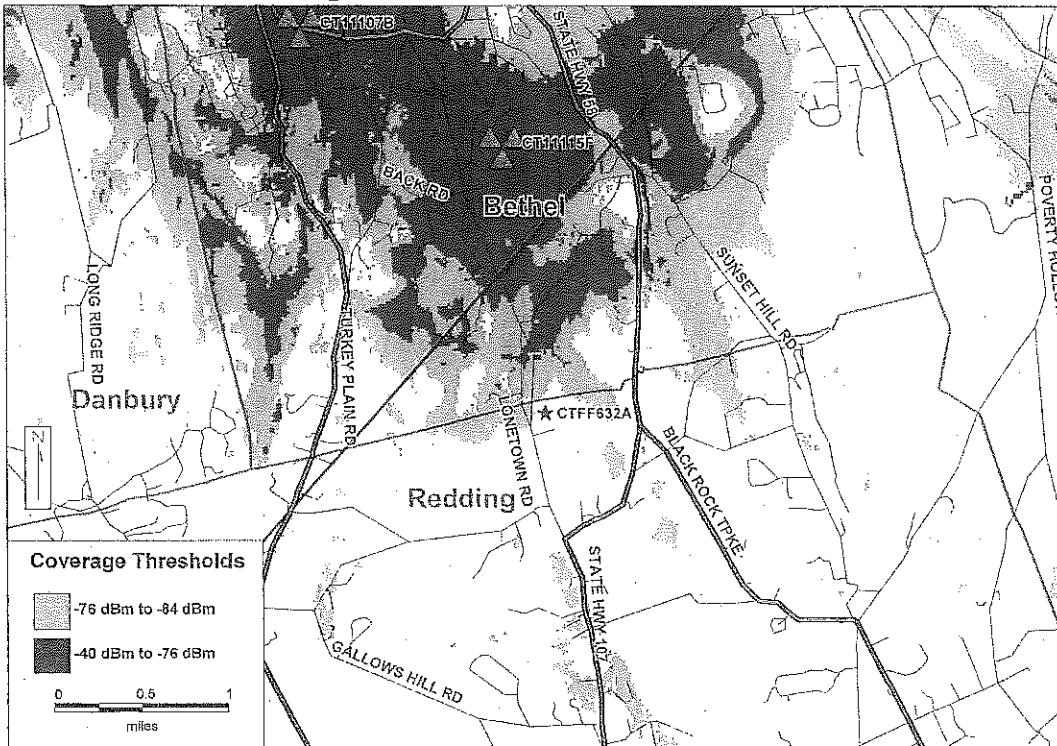 CT11107B
STATE HWY 58
CT11115F
BACK RD
Bethel
POVERTY HOLLOW
LONG RIDGE RD
TURKEY PLAIN RD
SUNSET HILL RD
Danbury
LONETOWN RD
CTFF632A
BLACK ROCK TPKE
Redding
N
STATE HWY 107
GALLOWS HILL RD
Coverage Thresholds
-76 dBm to -84 dBm
-40 dBm to -76 dBm
0 0.5 1
miles